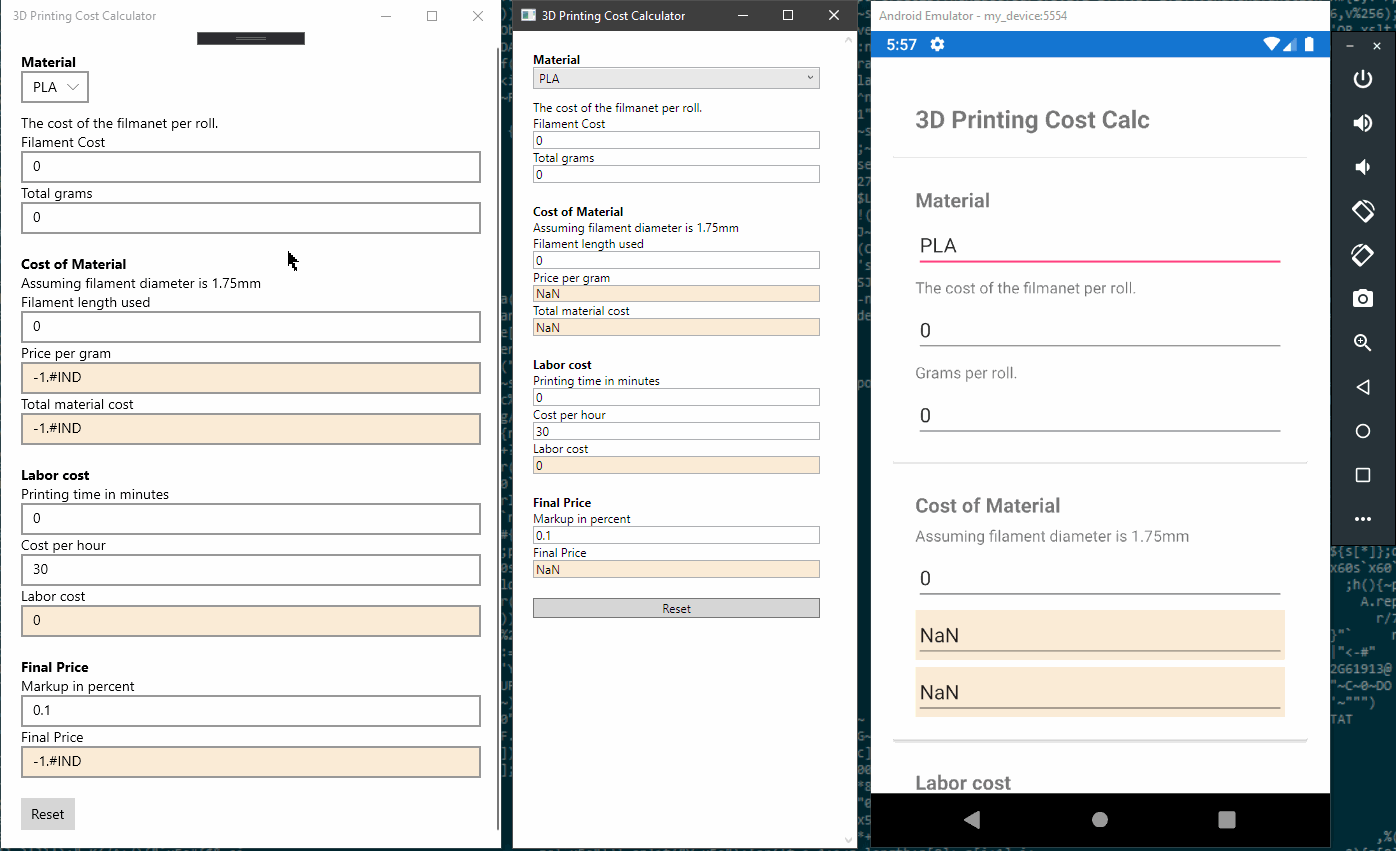 3D Printing Cost Calculator
Material
PLA
The cost of the filmanet per roll.
Filament Cost
0
Total grams
0
Cost of Material
Assuming filament diameter is 1.75mm
Filament length used
0
Price per gram
-1.#IND
Total material cost
-1.#IND
Labor cost
Printing time in minutes
0
Cost per hour
30
Labor cost
0
Final Price
Markup in percent
0.1
Final Price
-1.#IND
Reset
3D Printing Cost Calculator
Material
PLA
The cost of the filmanet per roll.
Filament Cost
0
Total grams
0
Cost of Material
Assuming filament diameter is 1.75mm
Filament length used
0
Price per gram
NaN
Total material cost
NaN
Labor cost
Printing time in minutes
0
Cost per hour
30
Labor cost
0
Final Price
Markup in percent
0.1
Final Price
NaN
Reset
Android Emulator - my_device:5554
5:57
3D Printing Cost Calc
Material
PLA
The cost of the filmanet per roll.
0
Grams per roll.
0
Cost of Material
Assuming filament diameter is 1.75mm
0
NaN
NaN
Labor cost